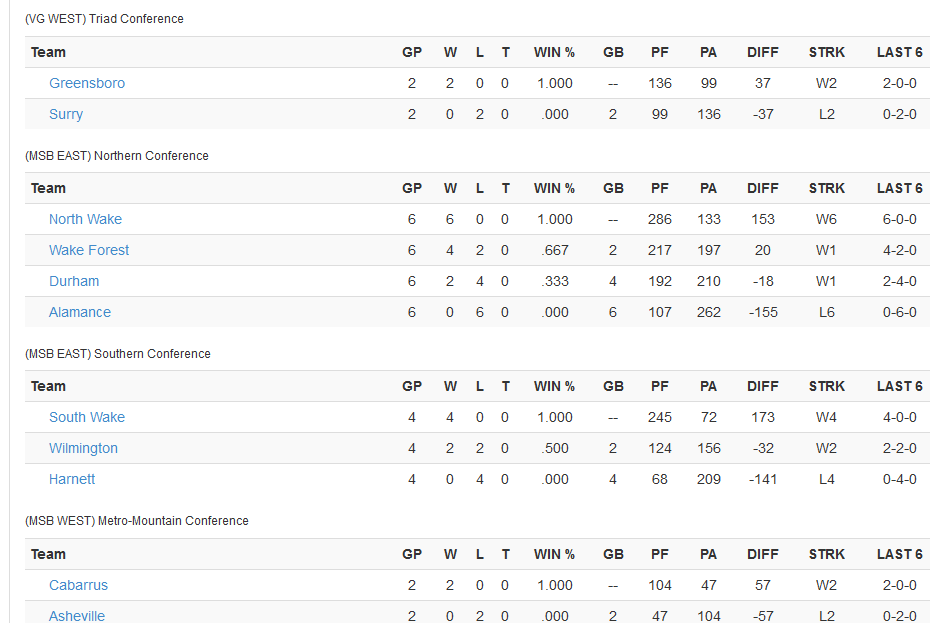 (VG WEST) Triad Conference
Team GP W L T WIN % GB PF PA DIFF STRK LAST 6
Greensboro 2 2 0 0 1.000 -- 136 99 37 W2 2-0-0
Surry 2 0 2 0 .000 2 99 136 -37 L2 0-2-0
(MSB EAST) Northern Conference
Team GP W L T WIN % GB PF PA DIFF STRK LAST 6
North Wake 6 6 0 0 1.000 -- 286 133 153 W6 6-0-0
Wake Forest 6 4 2 0 .667 2 217 197 20 W1 4-2-0
Durham 6 2 4 0 .333 4 192 210 -18 W1 2-4-0
Alamance 6 0 6 0 .000 6 107 262 -155 L6 0-6-0
(MSB EAST) Southern Conference
Team GP W L T WIN % GB PF PA DIFF STRK LAST 6
South Wake 4 4 0 0 1.000 -- 245 72 173 W4 4-0-0
Wilmington 4 2 2 0 .500 2 124 156 -32 W2 2-2-0
Harnett 4 0 4 0 .000 4 68 209 -141 L4 0-4-0
(MSB WEST) Metro-Mountain Conference
Team GP W L T WIN % GB PF PA DIFF STRK LAST 6
Cabarrus 2 2 0 0 1.000 -- 104 47 57 W2 2-0-0
Asheville 2 0 2 0 .000 2 47 104 -57 L2 0-2-0